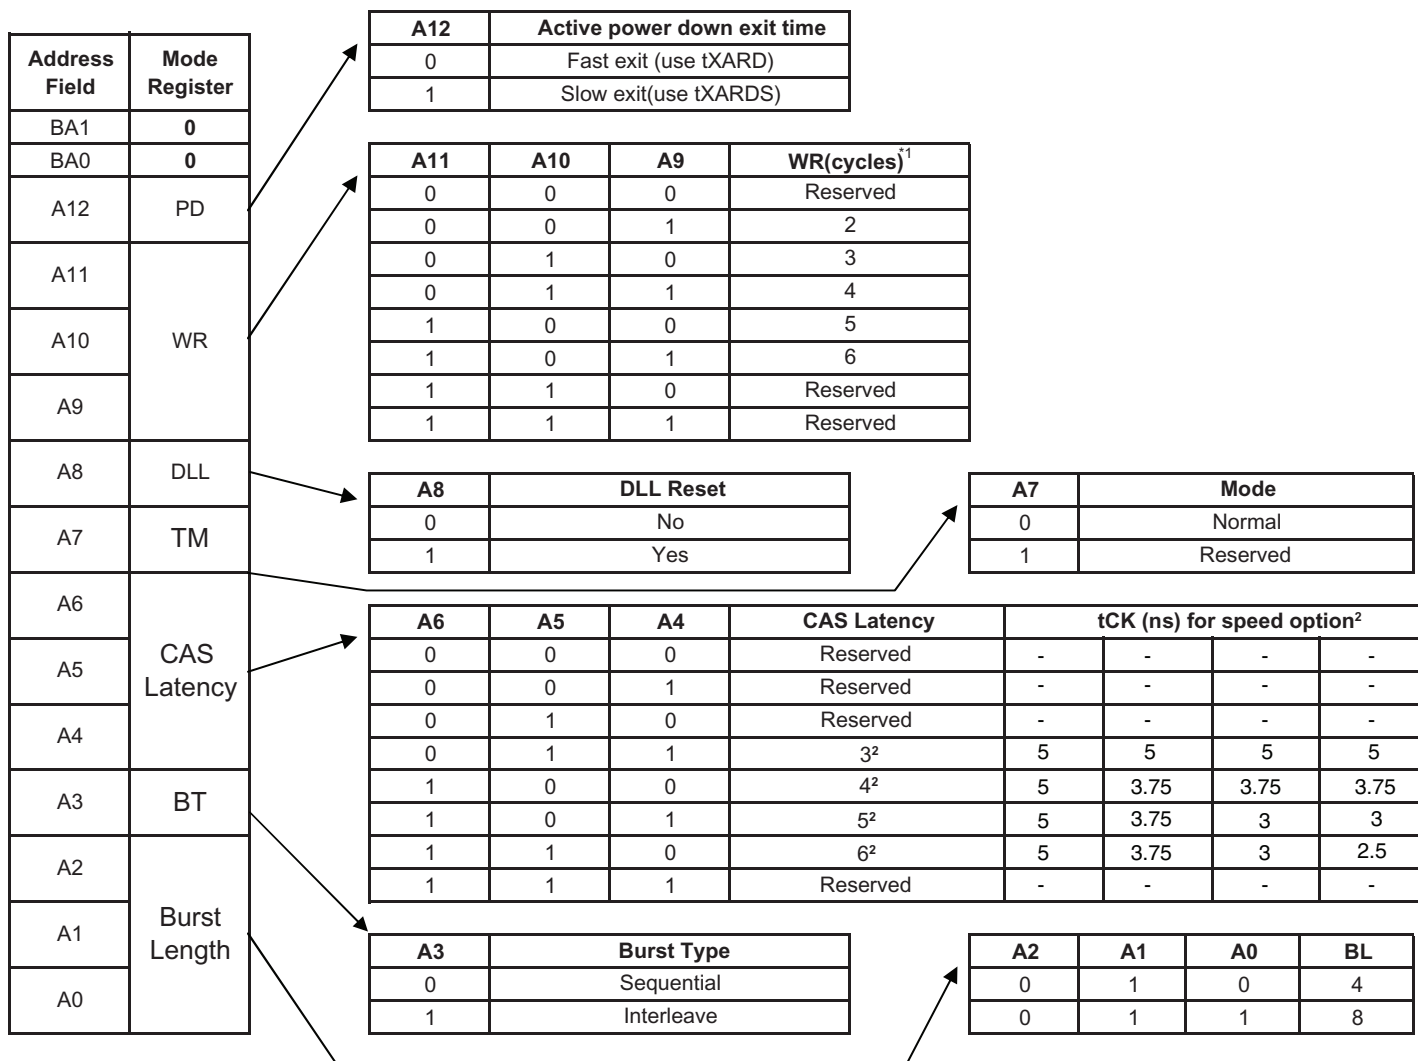 Address Field Mode Register
BA1 0
BA0 0
A12 PD
A11
A10 WR
A9
A8 DLL
A7 TM
A6
A5 CAS Latency
A4
A3 BT
A2
A1 Burst Length
A0
A12 Active power down exit time
0 Fast exit (use tXARD)
1 Slow exit(use tXARDS)
A11 A10 A9 WR(cycles)*1
0 0 0 Reserved
0 0 1 2
0 1 0 3
0 1 1 4
1 0 0 5
1 0 1 6
1 1 0 Reserved
1 1 1 Reserved
A8 DLL Reset
0 No
1 Yes
A7 Mode
0 Normal
1 Reserved
A6 A5 A4 CAS Latency tCK (ns) for speed option²
0 0 0 Reserved - - - -
0 0 1 Reserved - - - -
0 1 0 Reserved - - - -
0 1 1 3² 5 5 5 5
1 0 0 4² 5 3.75 3.75 3.75
1 0 1 5² 5 3.75 3 3
1 1 0 6² 5 3.75 3 2.5
1 1 1 Reserved - - - -
A3 Burst Type
0 Sequential
1 Interleave
A2 A1 A0 BL
0 1 0 4
0 1 1 8